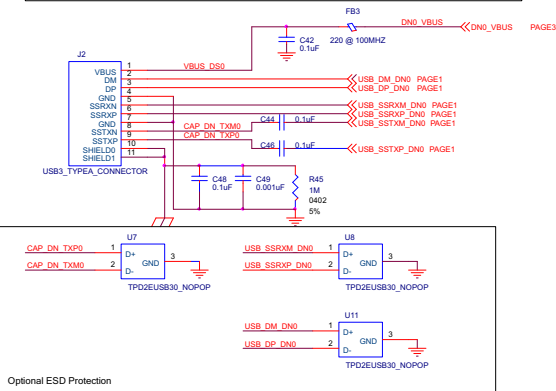 FB3
DN0_VBUS
DN0_VBUS PAGE3
C42
0.1uF
220 @ 100MHZ
J2
VBUS 1 VBUS_DS0
DM 2 USB_DM_DN0 PAGE1
DP 3 USB_DP_DN0 PAGE1
GND 4
SSRXN 5 USB_SSRXM_DN0 PAGE1
SSRXP 6 USB_SSRXP_DN0 PAGE1
GND 7
SSTXN 8 CAP_DN_TXM0 C44 0.1uF USB_SSTXM_DN0 PAGE1
SSTXP 9 CAP_DN_TXP0 C46 0.1uF USB_SSTXP_DN0 PAGE1
SHIELD0 10
SHIELD1 11
USB3_TYPEA_CONNECTOR
C48
0.1uF
C49
0.001uF
R45
1M
0402
5%
U7
CAP_DN_TXP0 1 D+
CAP_DN_TXM0 2 D-
GND 3
TPD2EUSB30_NOPOP
U8
USB_SSRXM_DN0 1 D+
USB_SSRXP_DN0 2 D-
GND 3
TPD2EUSB30_NOPOP
U11
USB_DM_DN0 1 D+
USB_DP_DN0 2 D-
GND 3
TPD2EUSB30_NOPOP
Optional ESD Protection